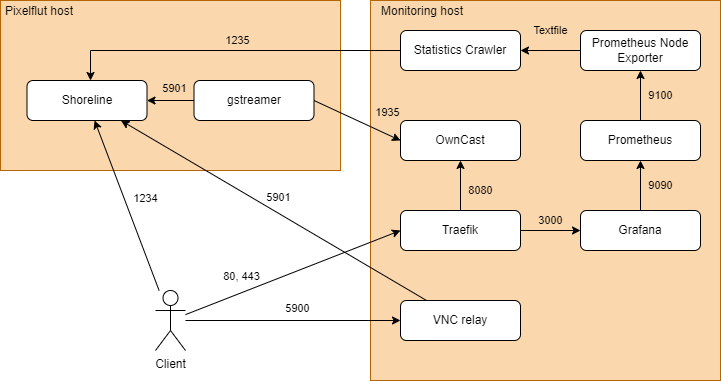 Pixelflut host
Monitoring host
1235
Textfile
Statistics Crawler
Prometheus Node
Exporter
5901
9100
Shoreline
gstreamer
1935
OwnCast
Prometheus
1234
5901
8080
9090
Traefik
3000
Grafana
80, 443
5900
VNC relay
Client